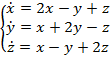 ẋ = 2x − y + z
ẏ = x + 2y − z
ż = x − y + 2z